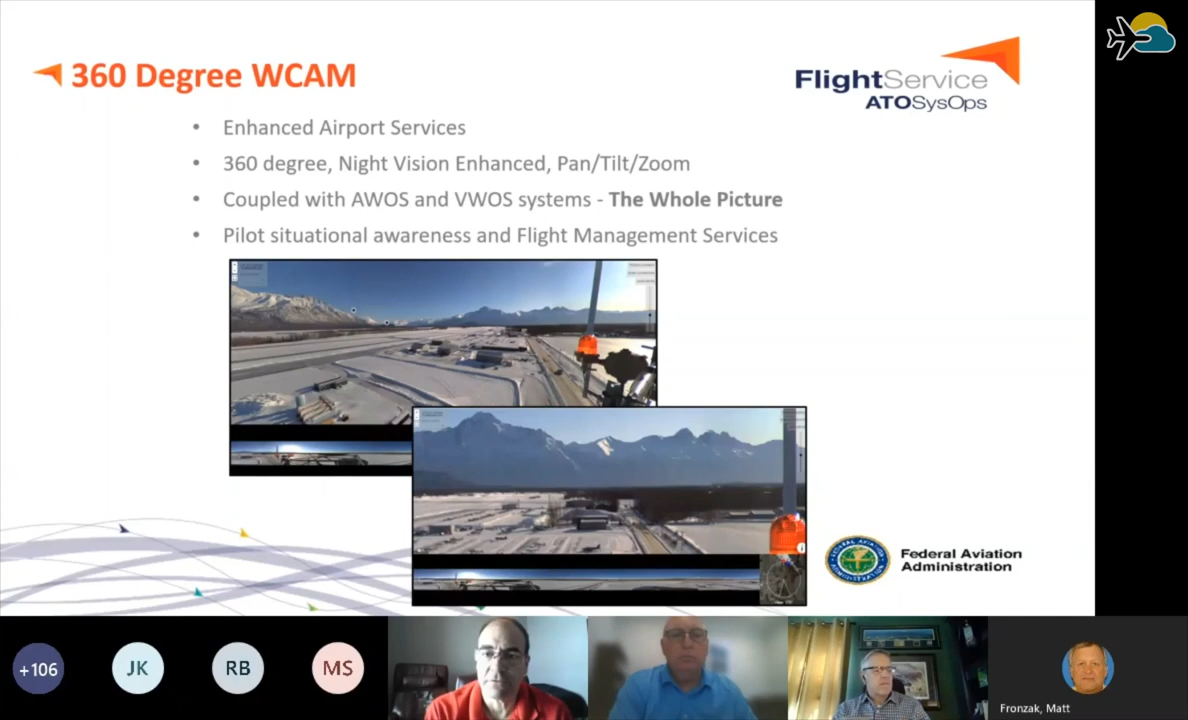 360 Degree WCAM
FlightService
ATOSysOps
• Enhanced Airport Services
• 360 degree, Night Vision Enhanced, Pan/Tilt/Zoom
• Coupled with AWOS and VWOS systems - The Whole Picture
• Pilot situational awareness and Flight Management Services
Federal Aviation
Administration
+106
JK
RB
MS
Fronzak, Matt